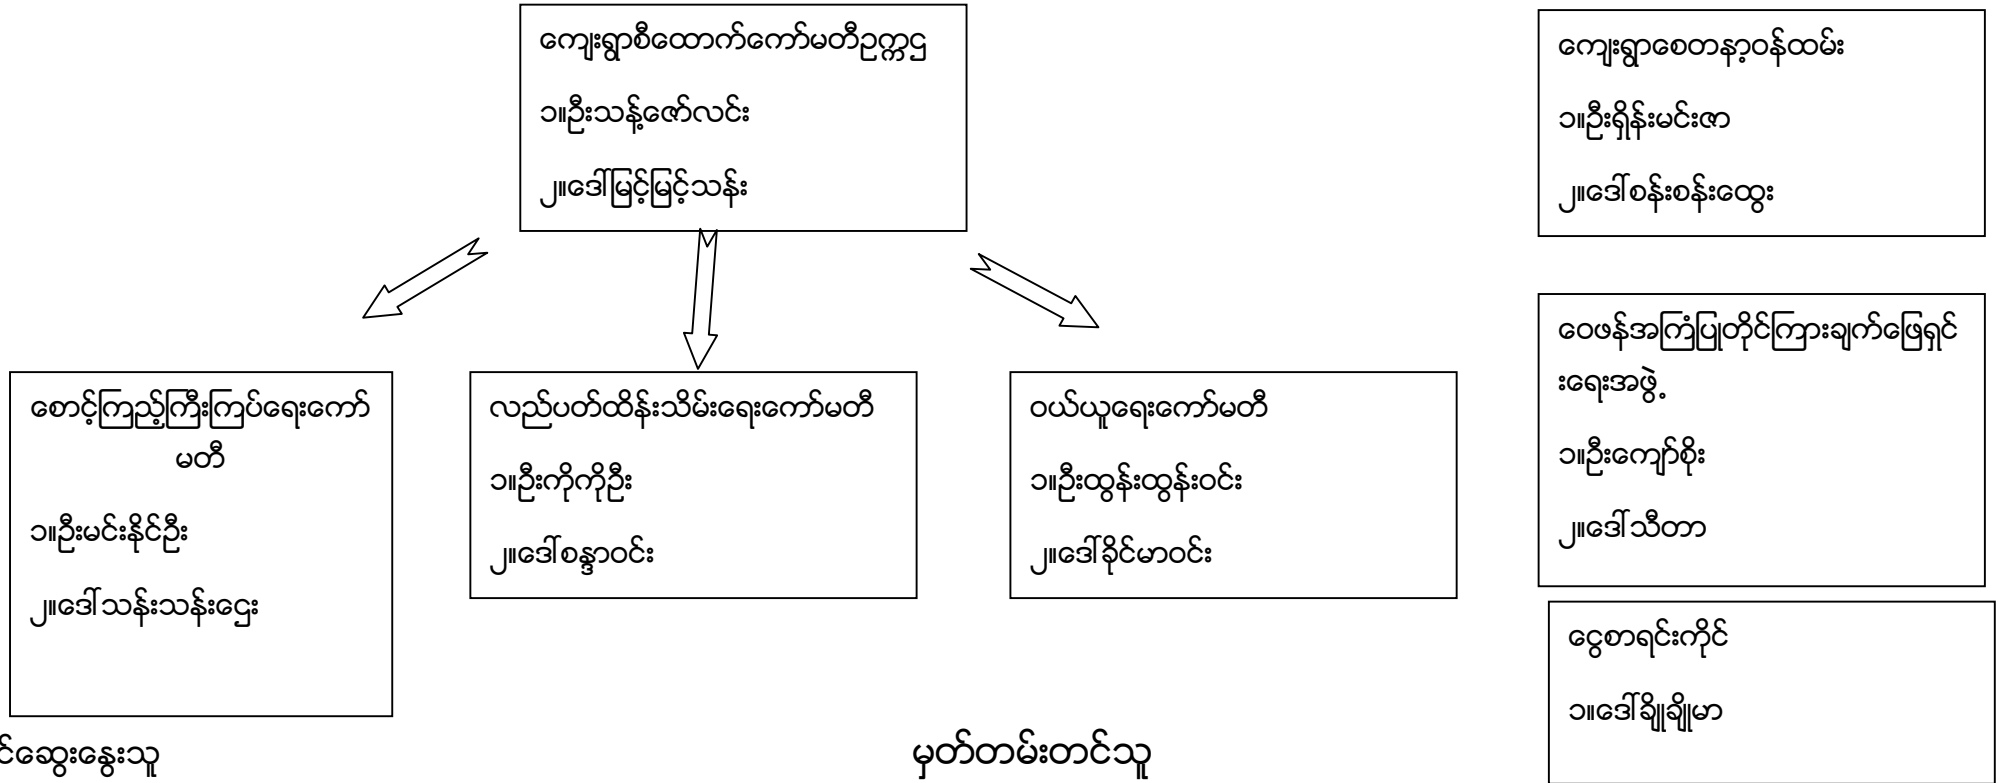 ကျေးရွာစီထောက်ကော်မတီဥက္ကဌ
၁။ဦးသန့်ဇော်လင်း
၂။ဒေါ်မြင့်မြင့်သန်း
ကျေးရွာစေတနာ့ဝန်ထမ်း
၁။ဦးရှိန်းမင်းဇာ
၂။ဒေါ်စန်းစန်းထွေး
စောင့်ကြည့်ကြီးကြပ်ရေးကော်
မတီ
၁။ဦးမင်းနိုင်ဦး
၂။ဒေါ်သန်းသန်းဌေး
လည်ပတ်ထိန်းသိမ်းရေးကော်မတီ
၁။ဦးကိုကိုဦး
၂။ဒေါ်စန္ဒာဝင်း
ဝယ်ယူရေးကော်မတီ
၁။ဦးထွန်းထွန်းဝင်း
၂။ဒေါ်ခိုင်မာဝင်း
ဝေဖန်အကြံပြုတိုင်ကြားချက်ဖြေရှင်
းရေးအဖွဲ့
၁။ဦးကျော်စိုး
၂။ဒေါ်သီတာ
ငွေစာရင်းကိုင်
၁။ဒေါ်ချိုချိုမာ
င်ဆွေးနွေးသူ
မှတ်တမ်းတင်သူ